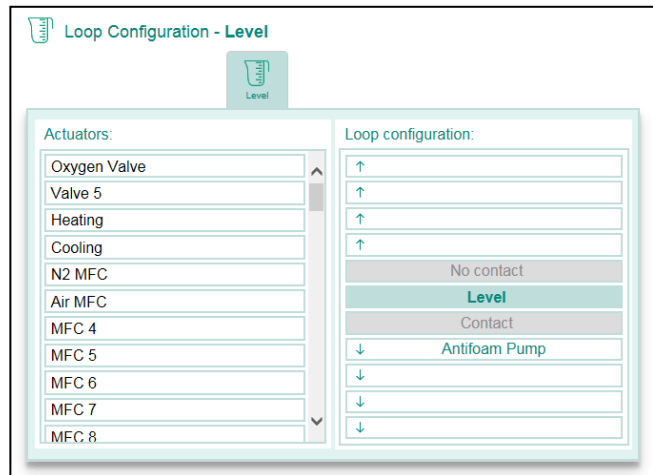 Loop Configuration - Level
Level
Actuators:
Oxygen Valve
Valve 5
Heating
Cooling
N2 MFC
Air MFC
MFC 4
MFC 5
MFC 6
MFC 7
MFC 8
Loop configuration:
↑
↑
↑
↑
No contact
Level
Contact
↓ Antifoam Pump
↓
↓
↓